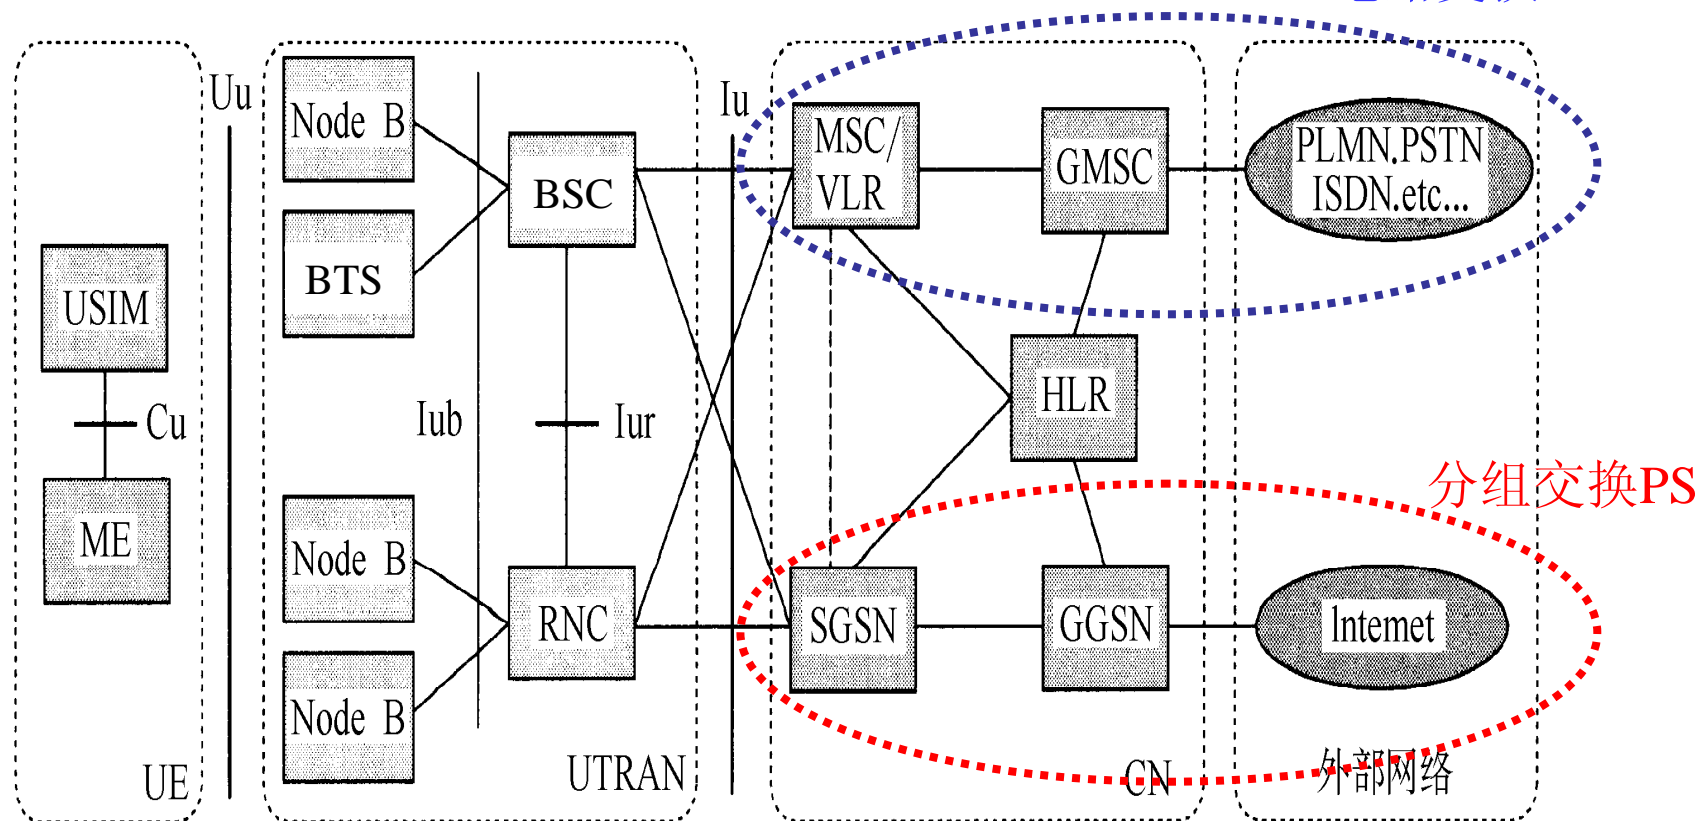 Uu
Node B
BTS
BSC
Iu
MSC/
VLR
GMSC
PLMN.PSTN
ISDN.etc...
USIM
Cu
ME
Iub
Iur
HLR
分组交换PS
Node B
Node B
RNC
SGSN
GGSN
Intemet
UE
UTRAN
CN
外部网络